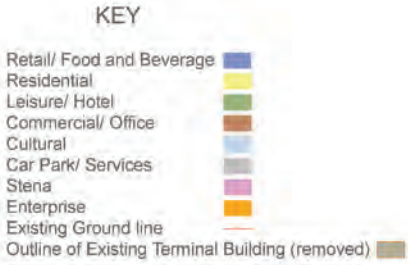 KEY
Retail/ Food and Beverage
Residential
Leisure/ Hotel
Commercial/ Office
Cultural
Car Park/ Services
Stena
Enterprise
Existing Ground line
Outline of Existing Terminal Building (removed)